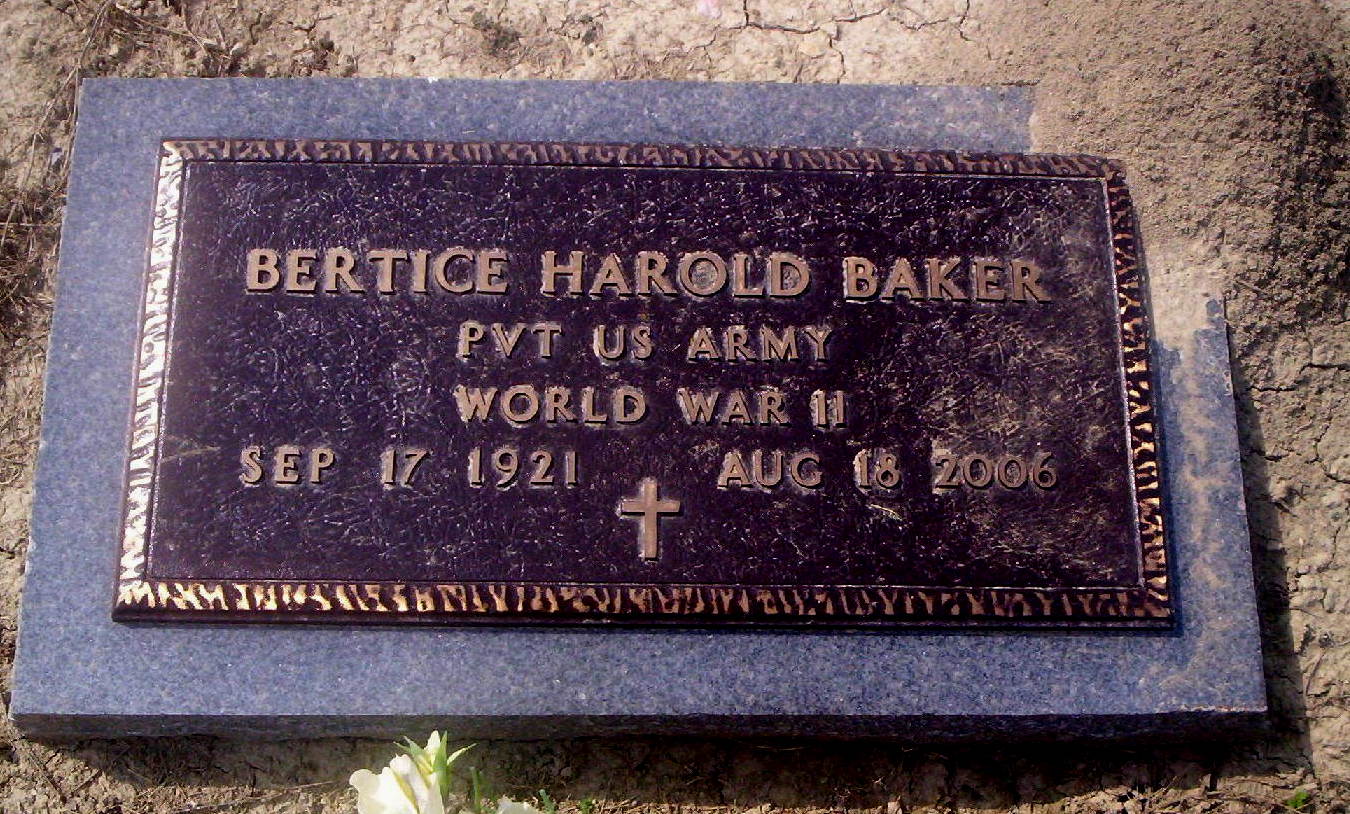 BERTICE HAROLD BAKER
PVT US ARMY
WORLD WAR II
SEP 17 1921 AUG 18 2006